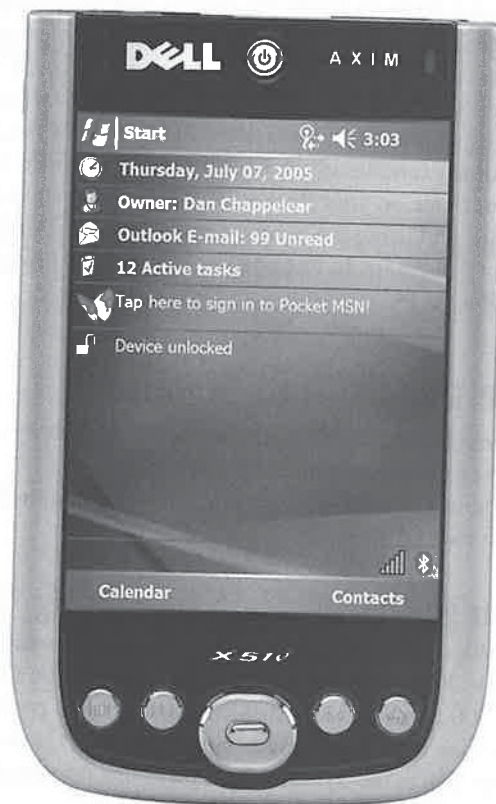 DELL AXIM
Start 3:03
Thursday, July 07, 2005
Owner: Dan Chappelear
Outlook E-mail: 99 Unread
12 Active tasks
Tap here to sign in to Pocket MSN!
Device unlocked
Calendar Contacts
X51v